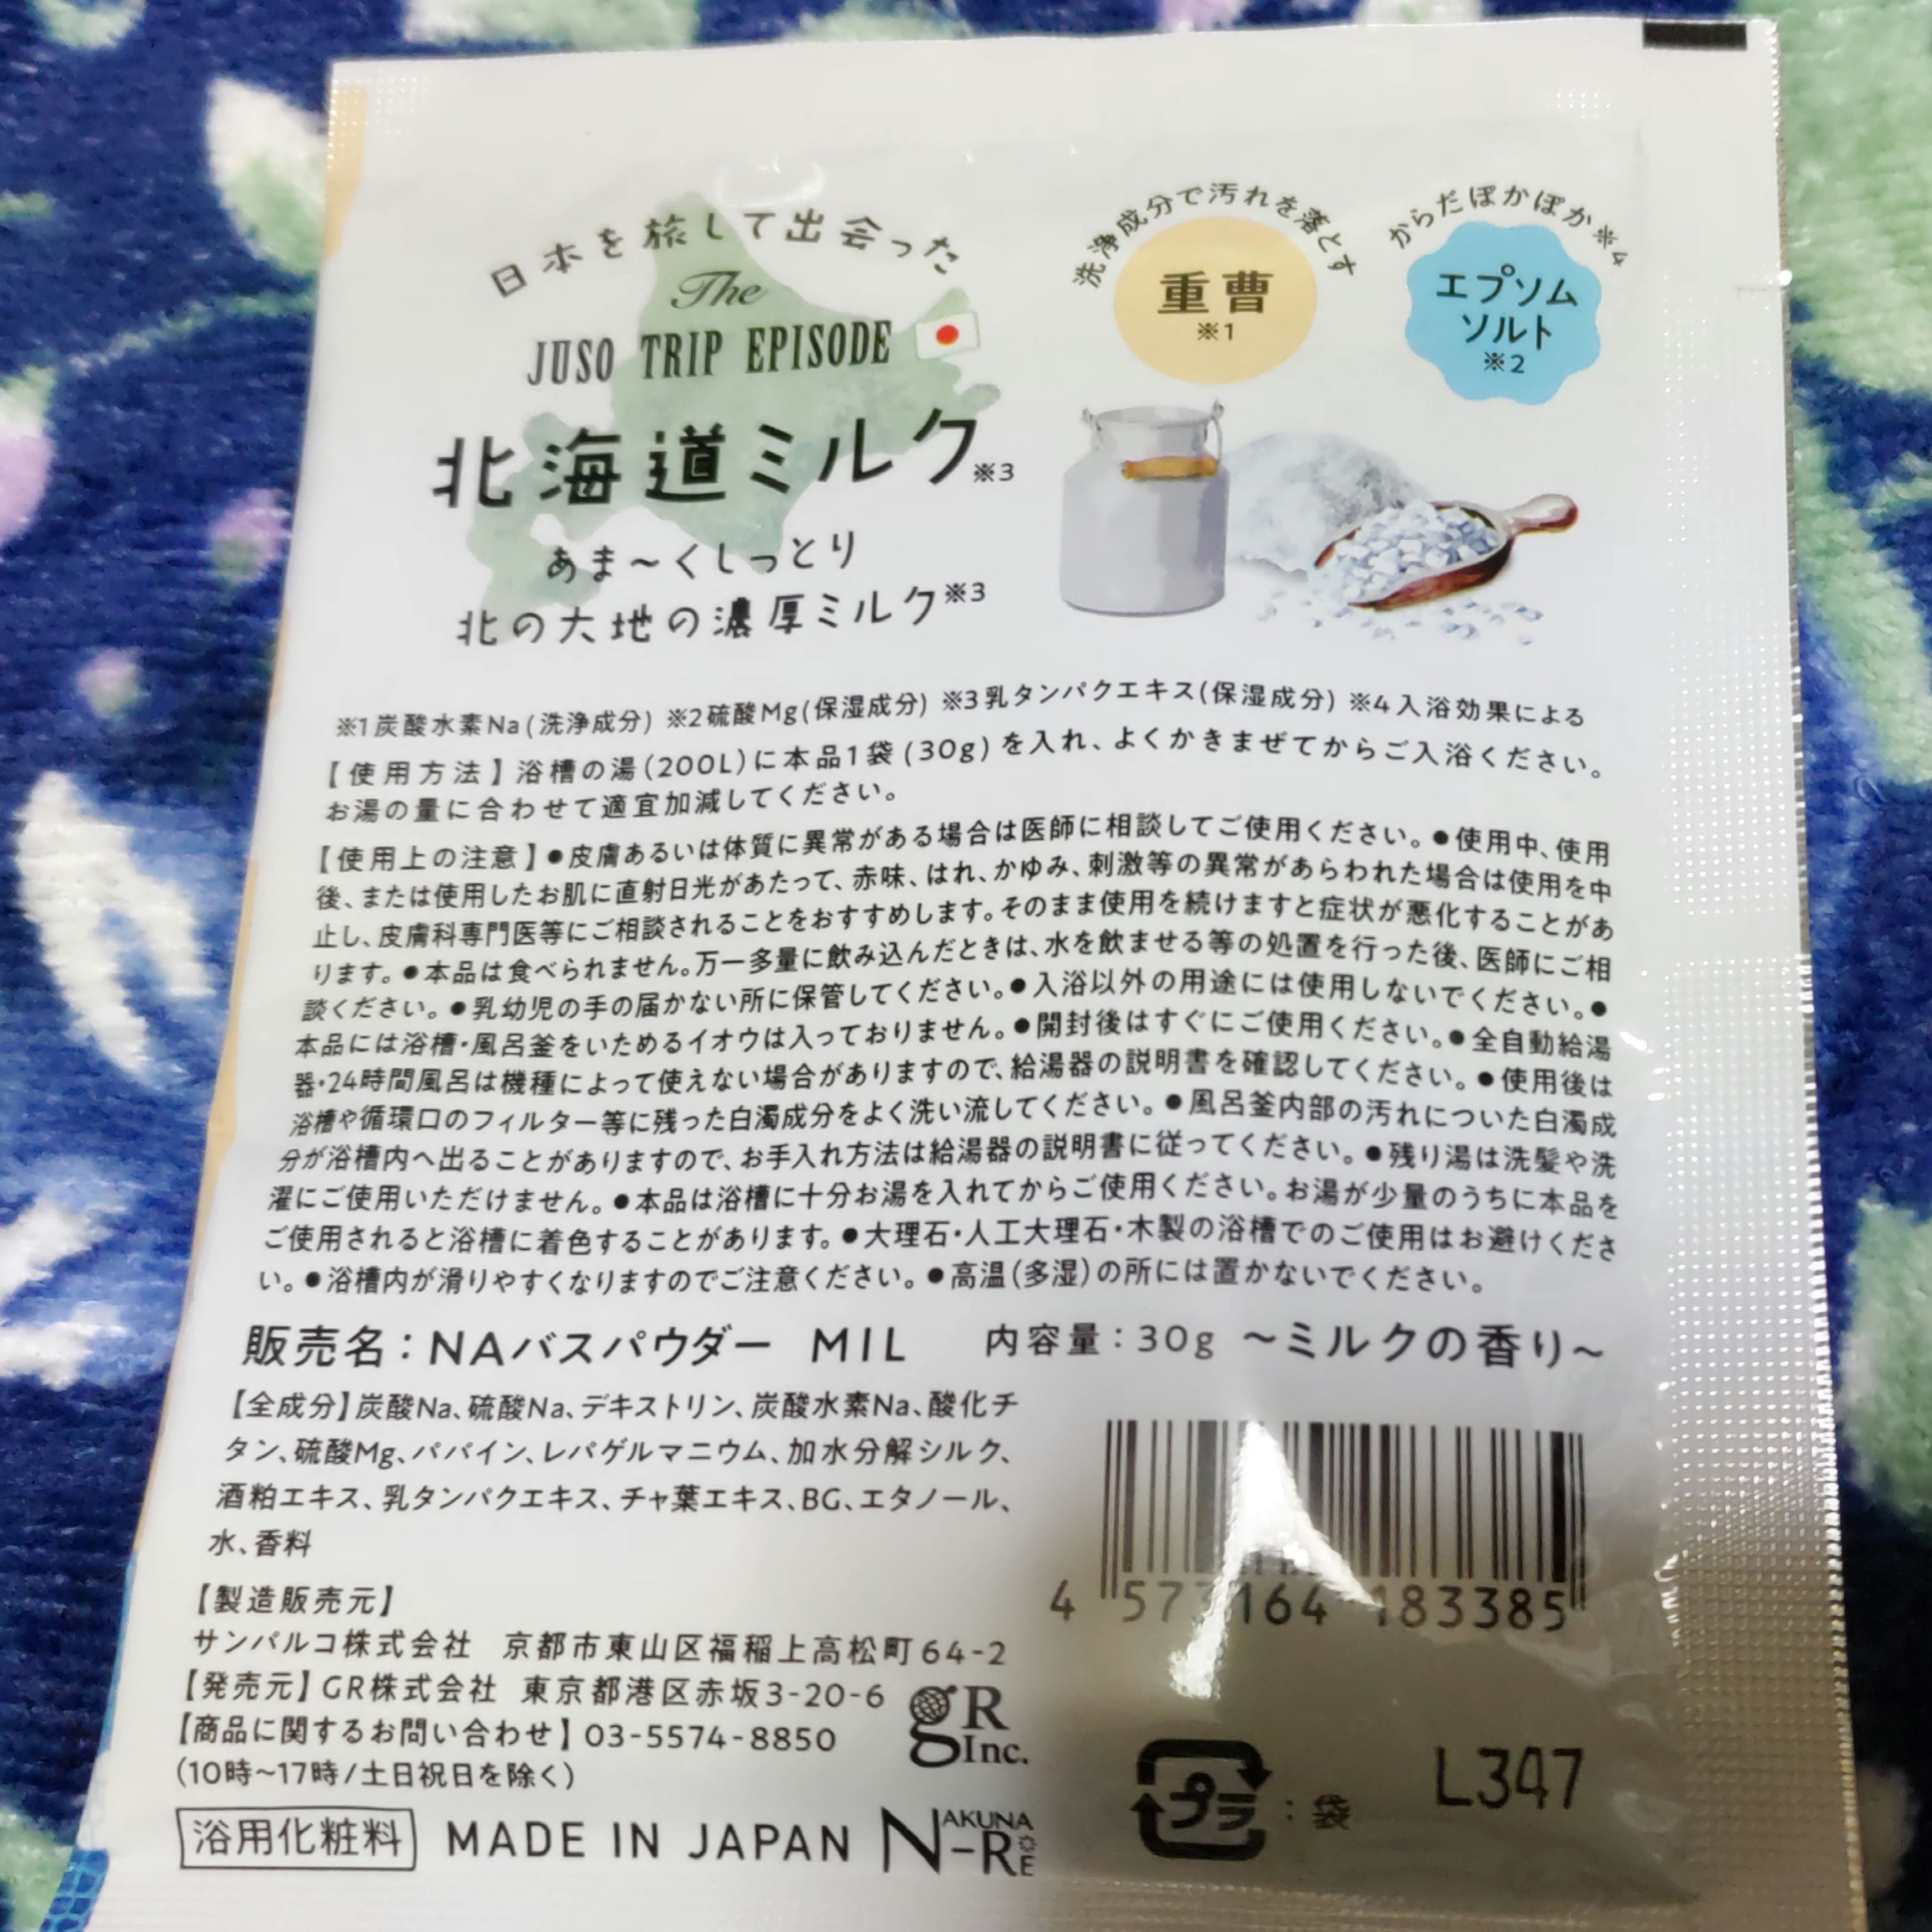 日本を旅して出会った
The
JUSO TRIP EPISODE
北海道ミルク※3
あま～くしっとり
北の大地の濃厚ミルク※3
洗浄成分で汚れを落とす
重曹
※1
からだぽかぽか※4
エプソム
ソルト
※2
※1炭酸水素Na(洗浄成分) ※2硫酸Mg(保湿成分) ※3乳タンパクエキス(保湿成分) ※4入浴効果による
【使用方法】浴槽の湯(200L)に本品1袋(30g)を入れ、よくかきまぜてからご入浴ください。
お湯の量に合わせて適宜加減してください。
【使用上の注意】●皮膚あるいは体質に異常がある場合は医師に相談してご使用ください。●使用中、使用
後、または使用したお肌に直射日光があたって、赤味、はれ、かゆみ、刺激等の異常があらわれた場合は使用を中
止し、皮膚科専門医等にご相談されることをおすすめします。そのまま使用を続けますと症状が悪化することがあ
ります。●本品は食べられません。万一多量に飲み込んだときは、水を飲ませる等の処置を行った後、医師にご相
談ください。●乳幼児の手の届かない所に保管してください。●入浴以外の用途には使用しないでください。●
本品には浴槽・風呂釜をいためるイオウは入っておりません。●開封後はすぐにご使用ください。●全自動給湯
器・24時間風呂は機種によって使えない場合がありますので、給湯器の説明書を確認してください。●使用後は
浴槽や循環口のフィルター等に残った白濁成分をよく洗い流してください。●風呂釜内部の汚れについた白濁成
分が浴槽内へ出ることがありますので、お手入れ方法は給湯器の説明書に従ってください。●残り湯は洗髪や洗
濯にご使用いただけません。●本品は浴槽に十分お湯を入れてからご使用ください。お湯が少量のうちに本品を
ご使用されると浴槽に着色することがあります。●大理石・人工大理石・木製の浴槽でのご使用はお避けくださ
い。●浴槽内が滑りやすくなりますのでご注意ください。●高温(多湿)の所には置かないでください。
販売名：NAバスパウダー MIL 内容量：30g ～ミルクの香り～
【全成分】炭酸Na、硫酸Na、デキストリン、炭酸水素Na、酸化チ
タン、硫酸Mg、パパイン、レパゲルマニウム、加水分解シルク、
酒粕エキス、乳タンパクエキス、チャ葉エキス、BG、エタノール、
水、香料
4 573164 183385
【製造販売元】
サンパルコ株式会社 京都市東山区福稲上高松町64-2
【発売元】GR株式会社 東京都港区赤坂3-20-6
【商品に関するお問い合わせ】03-5574-8850
(10時～17時/土日祝日を除く)
gR Inc.
浴用化粧料 MADE IN JAPAN NAKUNA-RE
プラ：袋
L347